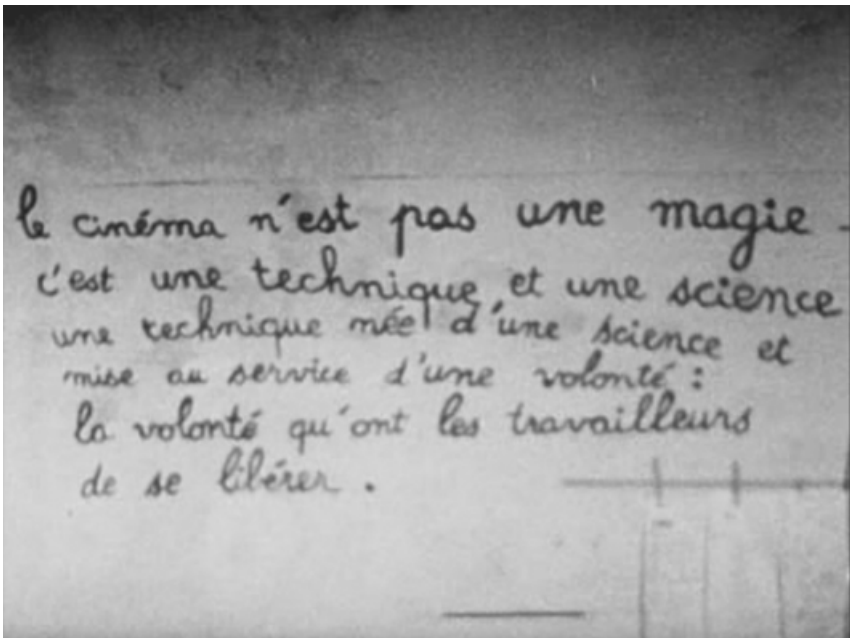 le cinéma n'est pas une magie -
c'est une technique et une science
une technique née d'une science et
mise au service d'une volonté :
la volonté qu'ont les travailleurs
de se libérer .